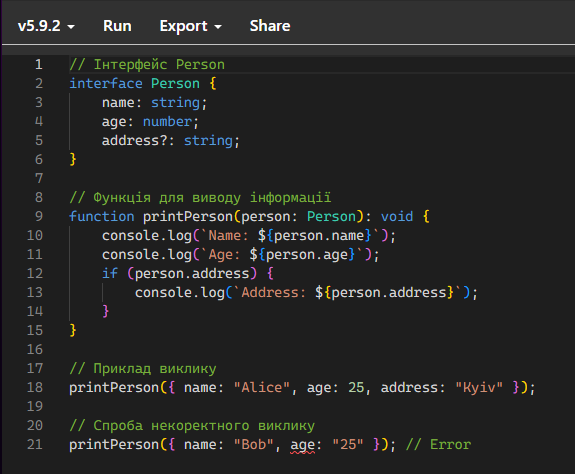 v5.9.2 Run Export Share
1 // Інтерфейс Person
2 interface Person {
3 name: string;
4 age: number;
5 address?: string;
6 }
7
8 // Функція для виводу інформації
9 function printPerson(person: Person): void {
10 console.log(`Name: ${person.name}`);
11 console.log(`Age: ${person.age}`);
12 if (person.address) {
13 console.log(`Address: ${person.address}`);
14 }
15 }
16
17 // Приклад виклику
18 printPerson({ name: "Alice", age: 25, address: "Kyiv" });
19
20 // Спроба некоректного виклику
21 printPerson({ name: "Bob", age: "25" }); // Error